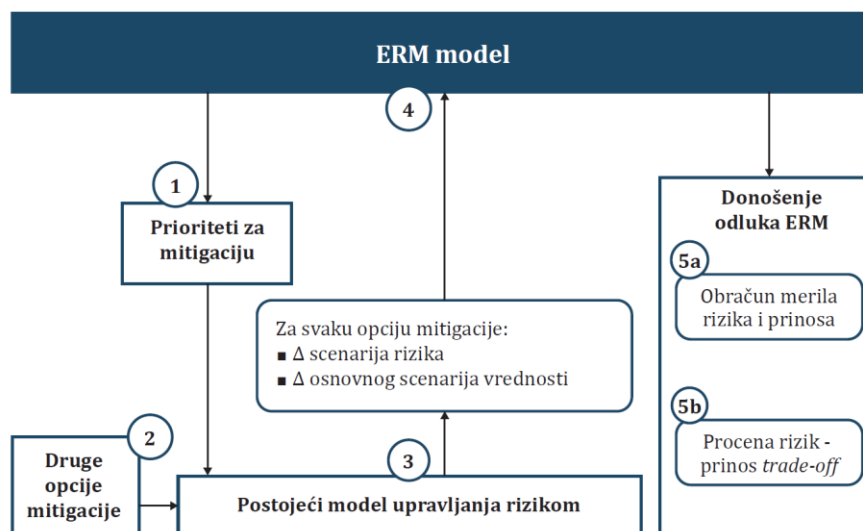 ERM model
4
1
Prioriteti za
mitigaciju
Donošenje
odluka ERM
5a
Obračun merila
rizika i prinosa
Za svaku opciju mitigacije:
■ Δ scenarija rizika
■ Δ osnovnog scenarija vrednosti
5b
Procena rizik -
prinos trade-off
2
Druge
opcije
mitigacije
3
Postojeći model upravljanja rizikom